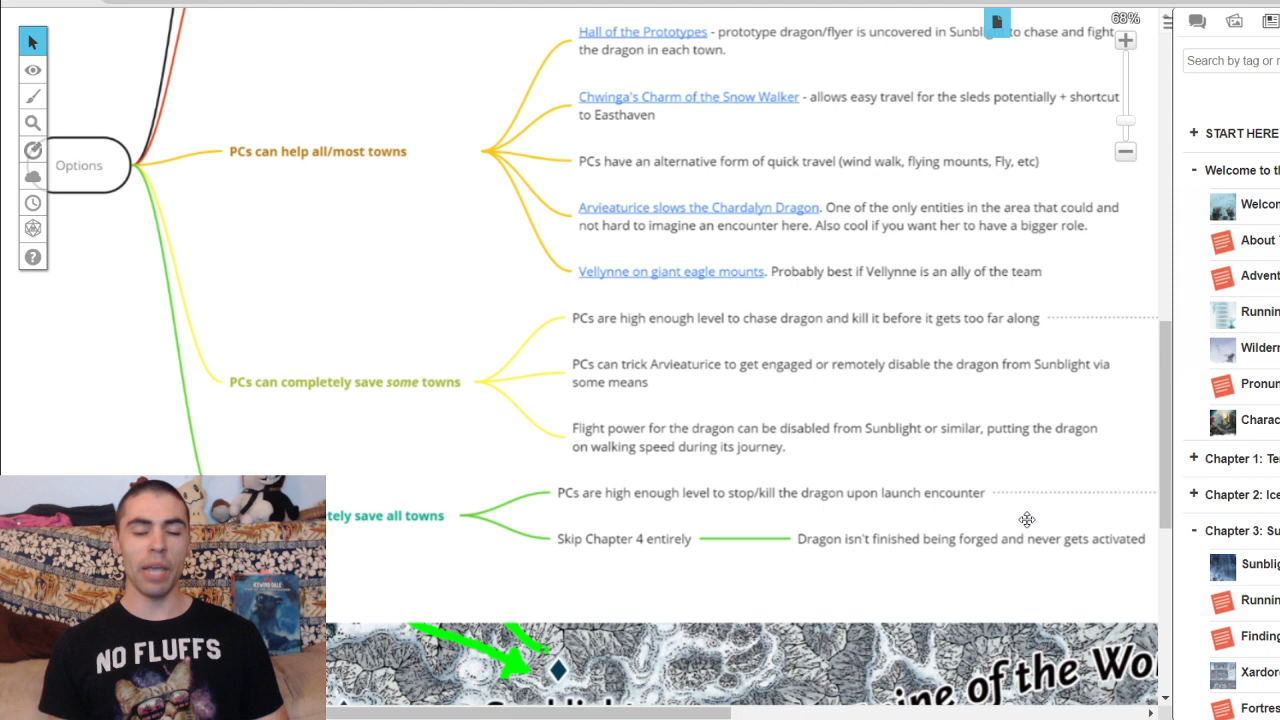 68%
Hall of the Prototypes - prototype dragon/flyer is uncovered in Sunblight to chase and fight
the dragon in each town.
Chwinga's Charm of the Snow Walker - allows easy travel for the sleds potentially + shortcut
to Easthaven
Options
PCs can help all/most towns
PCs have an alternative form of quick travel (wind walk, flying mounts, Fly, etc)
Arvieaturice slows the Chardalyn Dragon. One of the only entities in the area that could and
not hard to imagine an encounter here. Also cool if you want her to have a bigger role.
Vellynne on giant eagle mounts. Probably best if Vellynne is an ally of the team
PCs can completely save some towns
PCs are high enough level to chase dragon and kill it before it gets too far along
PCs can trick Arvieaturice to get engaged or remotely disable the dragon from Sunblight via
some means
Flight power for the dragon can be disabled from Sunblight or similar, putting the dragon
on walking speed during its journey.
tely save all towns
PCs are high enough level to stop/kill the dragon upon launch encounter
Skip Chapter 4 entirely
Dragon isn't finished being forged and never gets activated
ine of the Wo
NO FLUFFS
ICEWIND DALE
Search by tag or
+ START HERE
- Welcome to th
Welcom
About
Advent
Runnin
Wilder
Pronun
Charac
+ Chapter 1: Te
+ Chapter 2: Ice
- Chapter 3: Su
Sunblig
Runnin
Finding
Xardor
Fortres